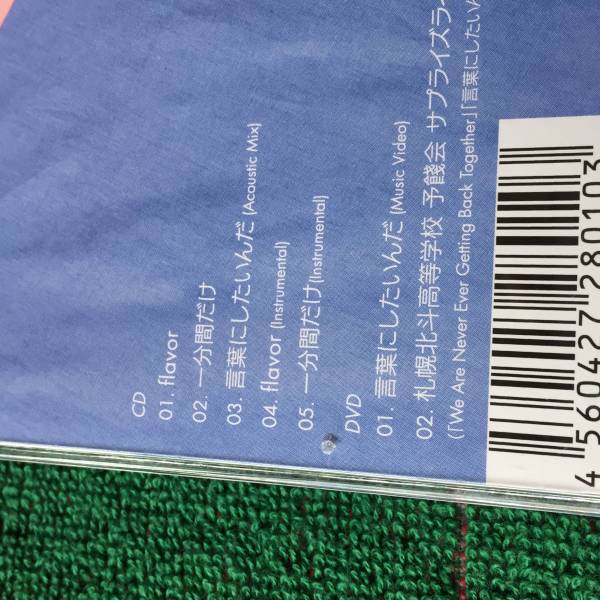 CD
01. flavor
02. 一分間だけ
03. 言葉にしたいんだ (Acoustic Mix)
04. flavor (Instrumental)
05. 一分間だけ (Instrumental)
DVD
01. 言葉にしたいんだ (Music Video)
02. 札幌北斗高等学校 予餞会 サプライズライ
(「We Are Never Ever Getting Back Together」「言葉にしたい
4 560427 280103